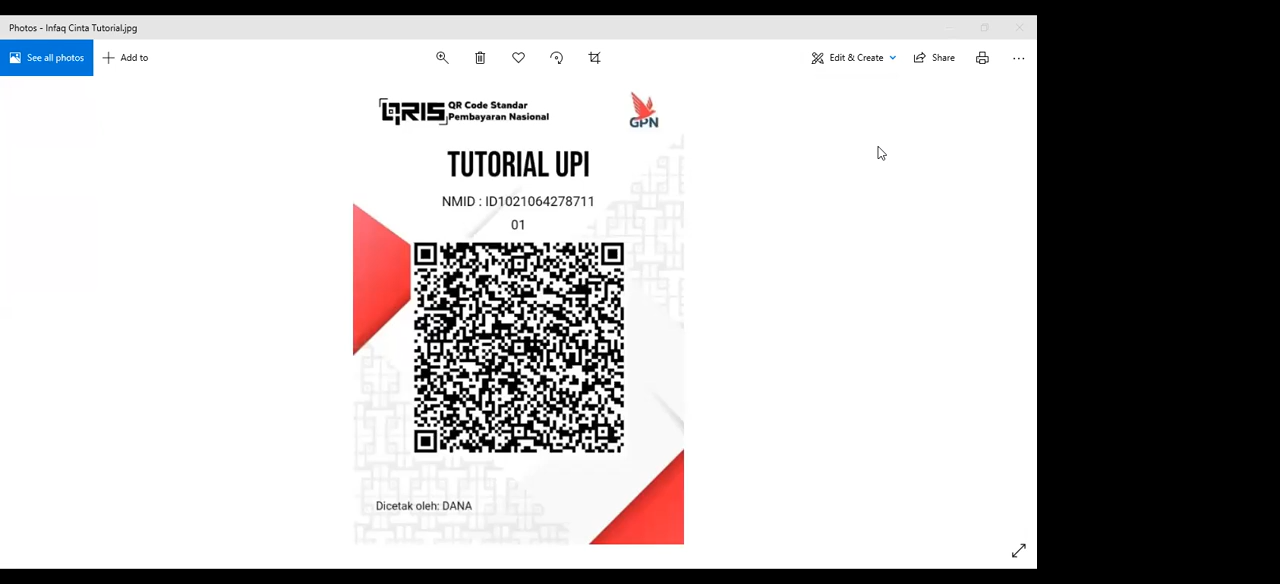 Photos - Infaq Cinta Tutorial.jpg
See all photos
Add to
Edit & Create
Share
QRIS
QR Code Standar
Pembayaran Nasional
GPN
TUTORIAL UPI
NMID : ID1021064278711
01
Dicetak oleh: DANA